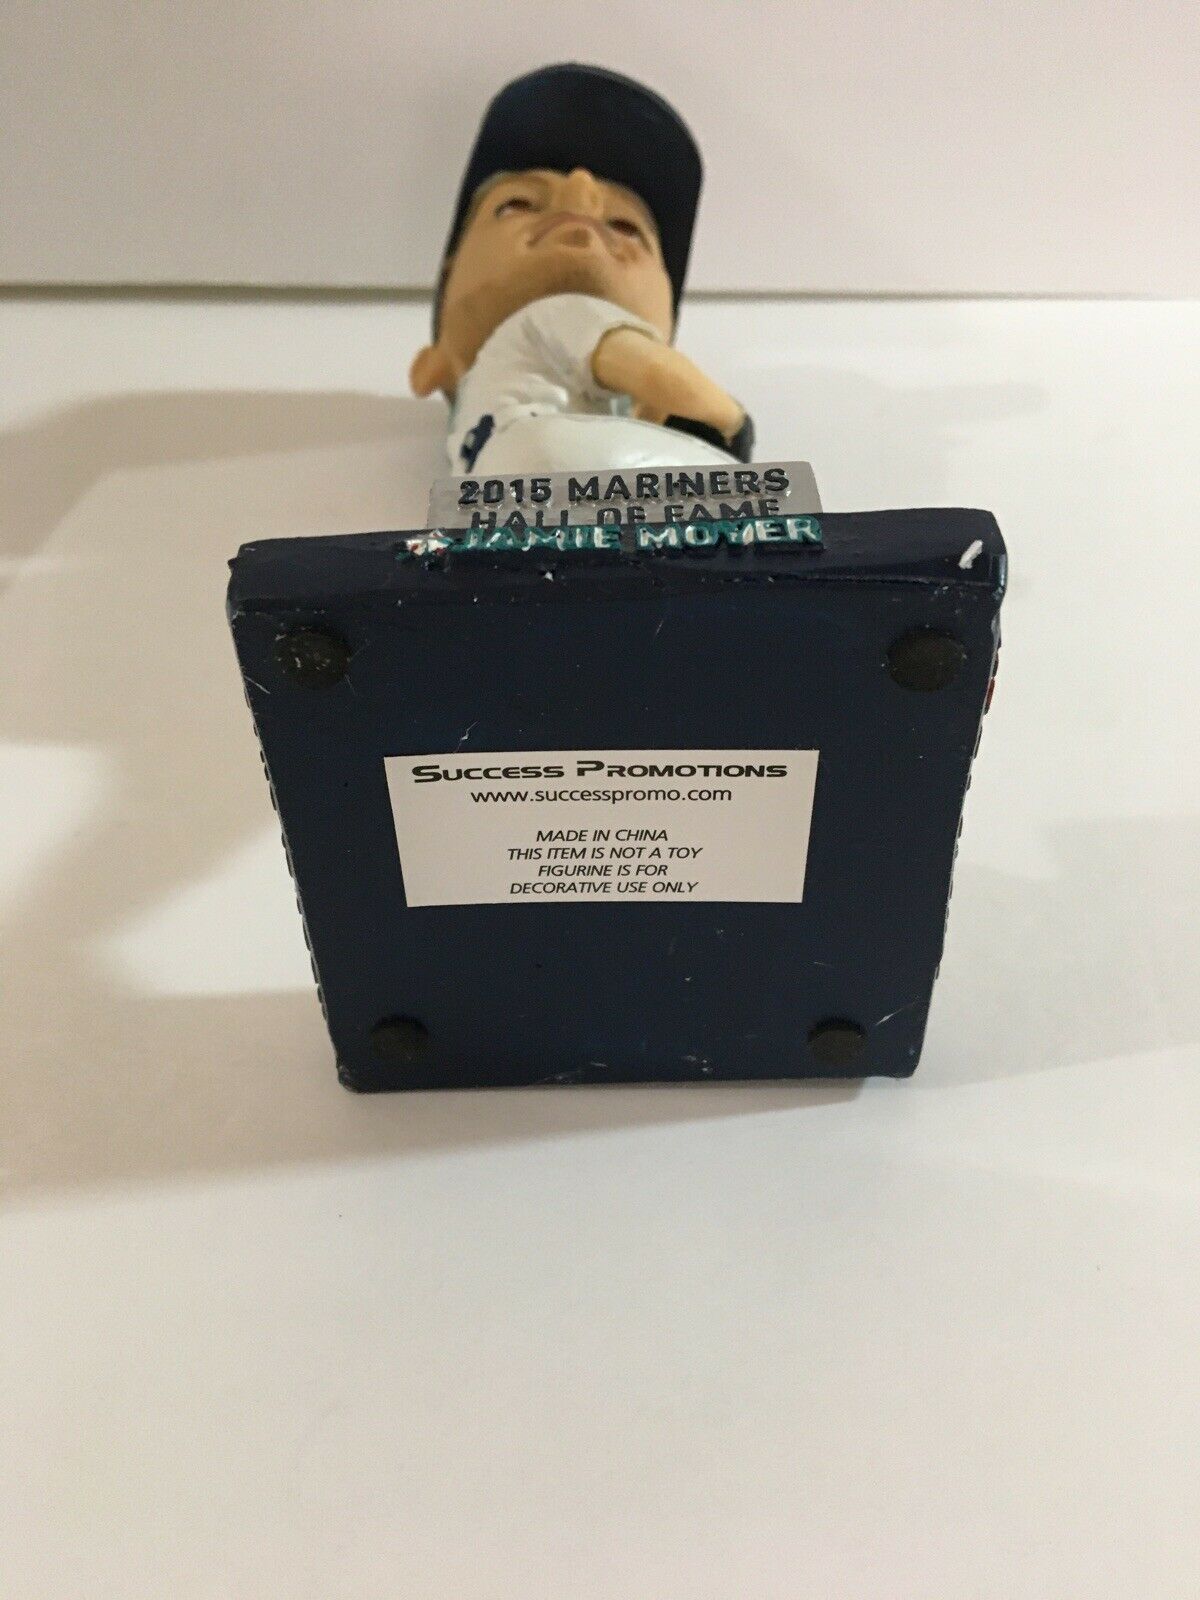 2015 MARINERS
HALL OF FAME
JAMIE MOYER
SUCCESS PROMOTIONS
www.successpromo.com
MADE IN CHINA
THIS ITEM IS NOT A TOY
FIGURINE IS FOR
DECORATIVE USE ONLY